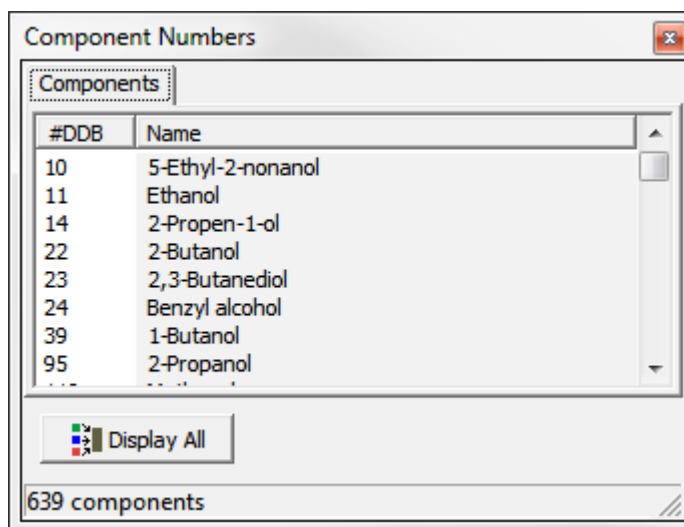 Component Numbers
Components
#DDB Name
10 5-Ethyl-2-nonanol
11 Ethanol
14 2-Propen-1-ol
22 2-Butanol
23 2,3-Butanediol
24 Benzyl alcohol
39 1-Butanol
95 2-Propanol
Display All
639 components